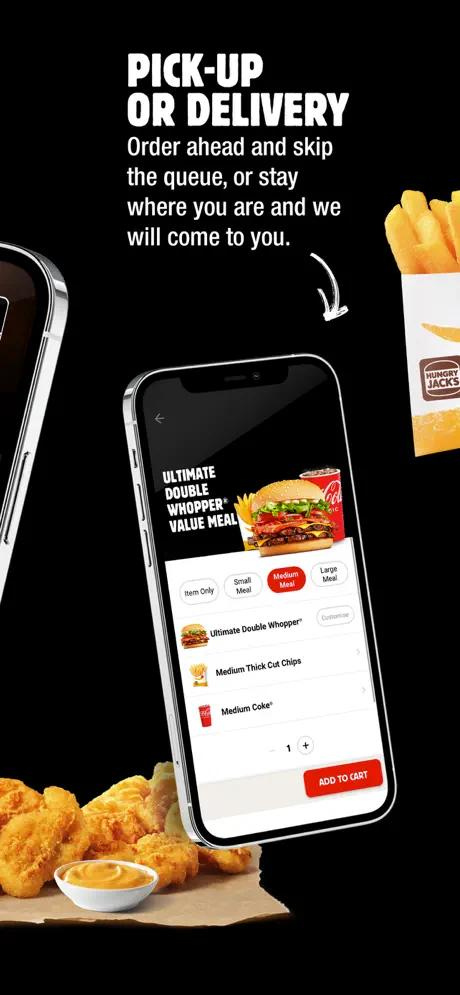 PICK-UP
OR DELIVERY
Order ahead and skip
the queue, or stay
where you are and we
will come to you.
HUNGRY
JACK'S
ULTIMATE
DOUBLE
WHOPPER®
VALUE MEAL
Coca
Item Only
Small
Meal
Medium
Meal
Large
Meal
Ultimate Double Whopper®
Customise
Medium Thick Cut Chips
Medium Coke®
1
ADD TO CART